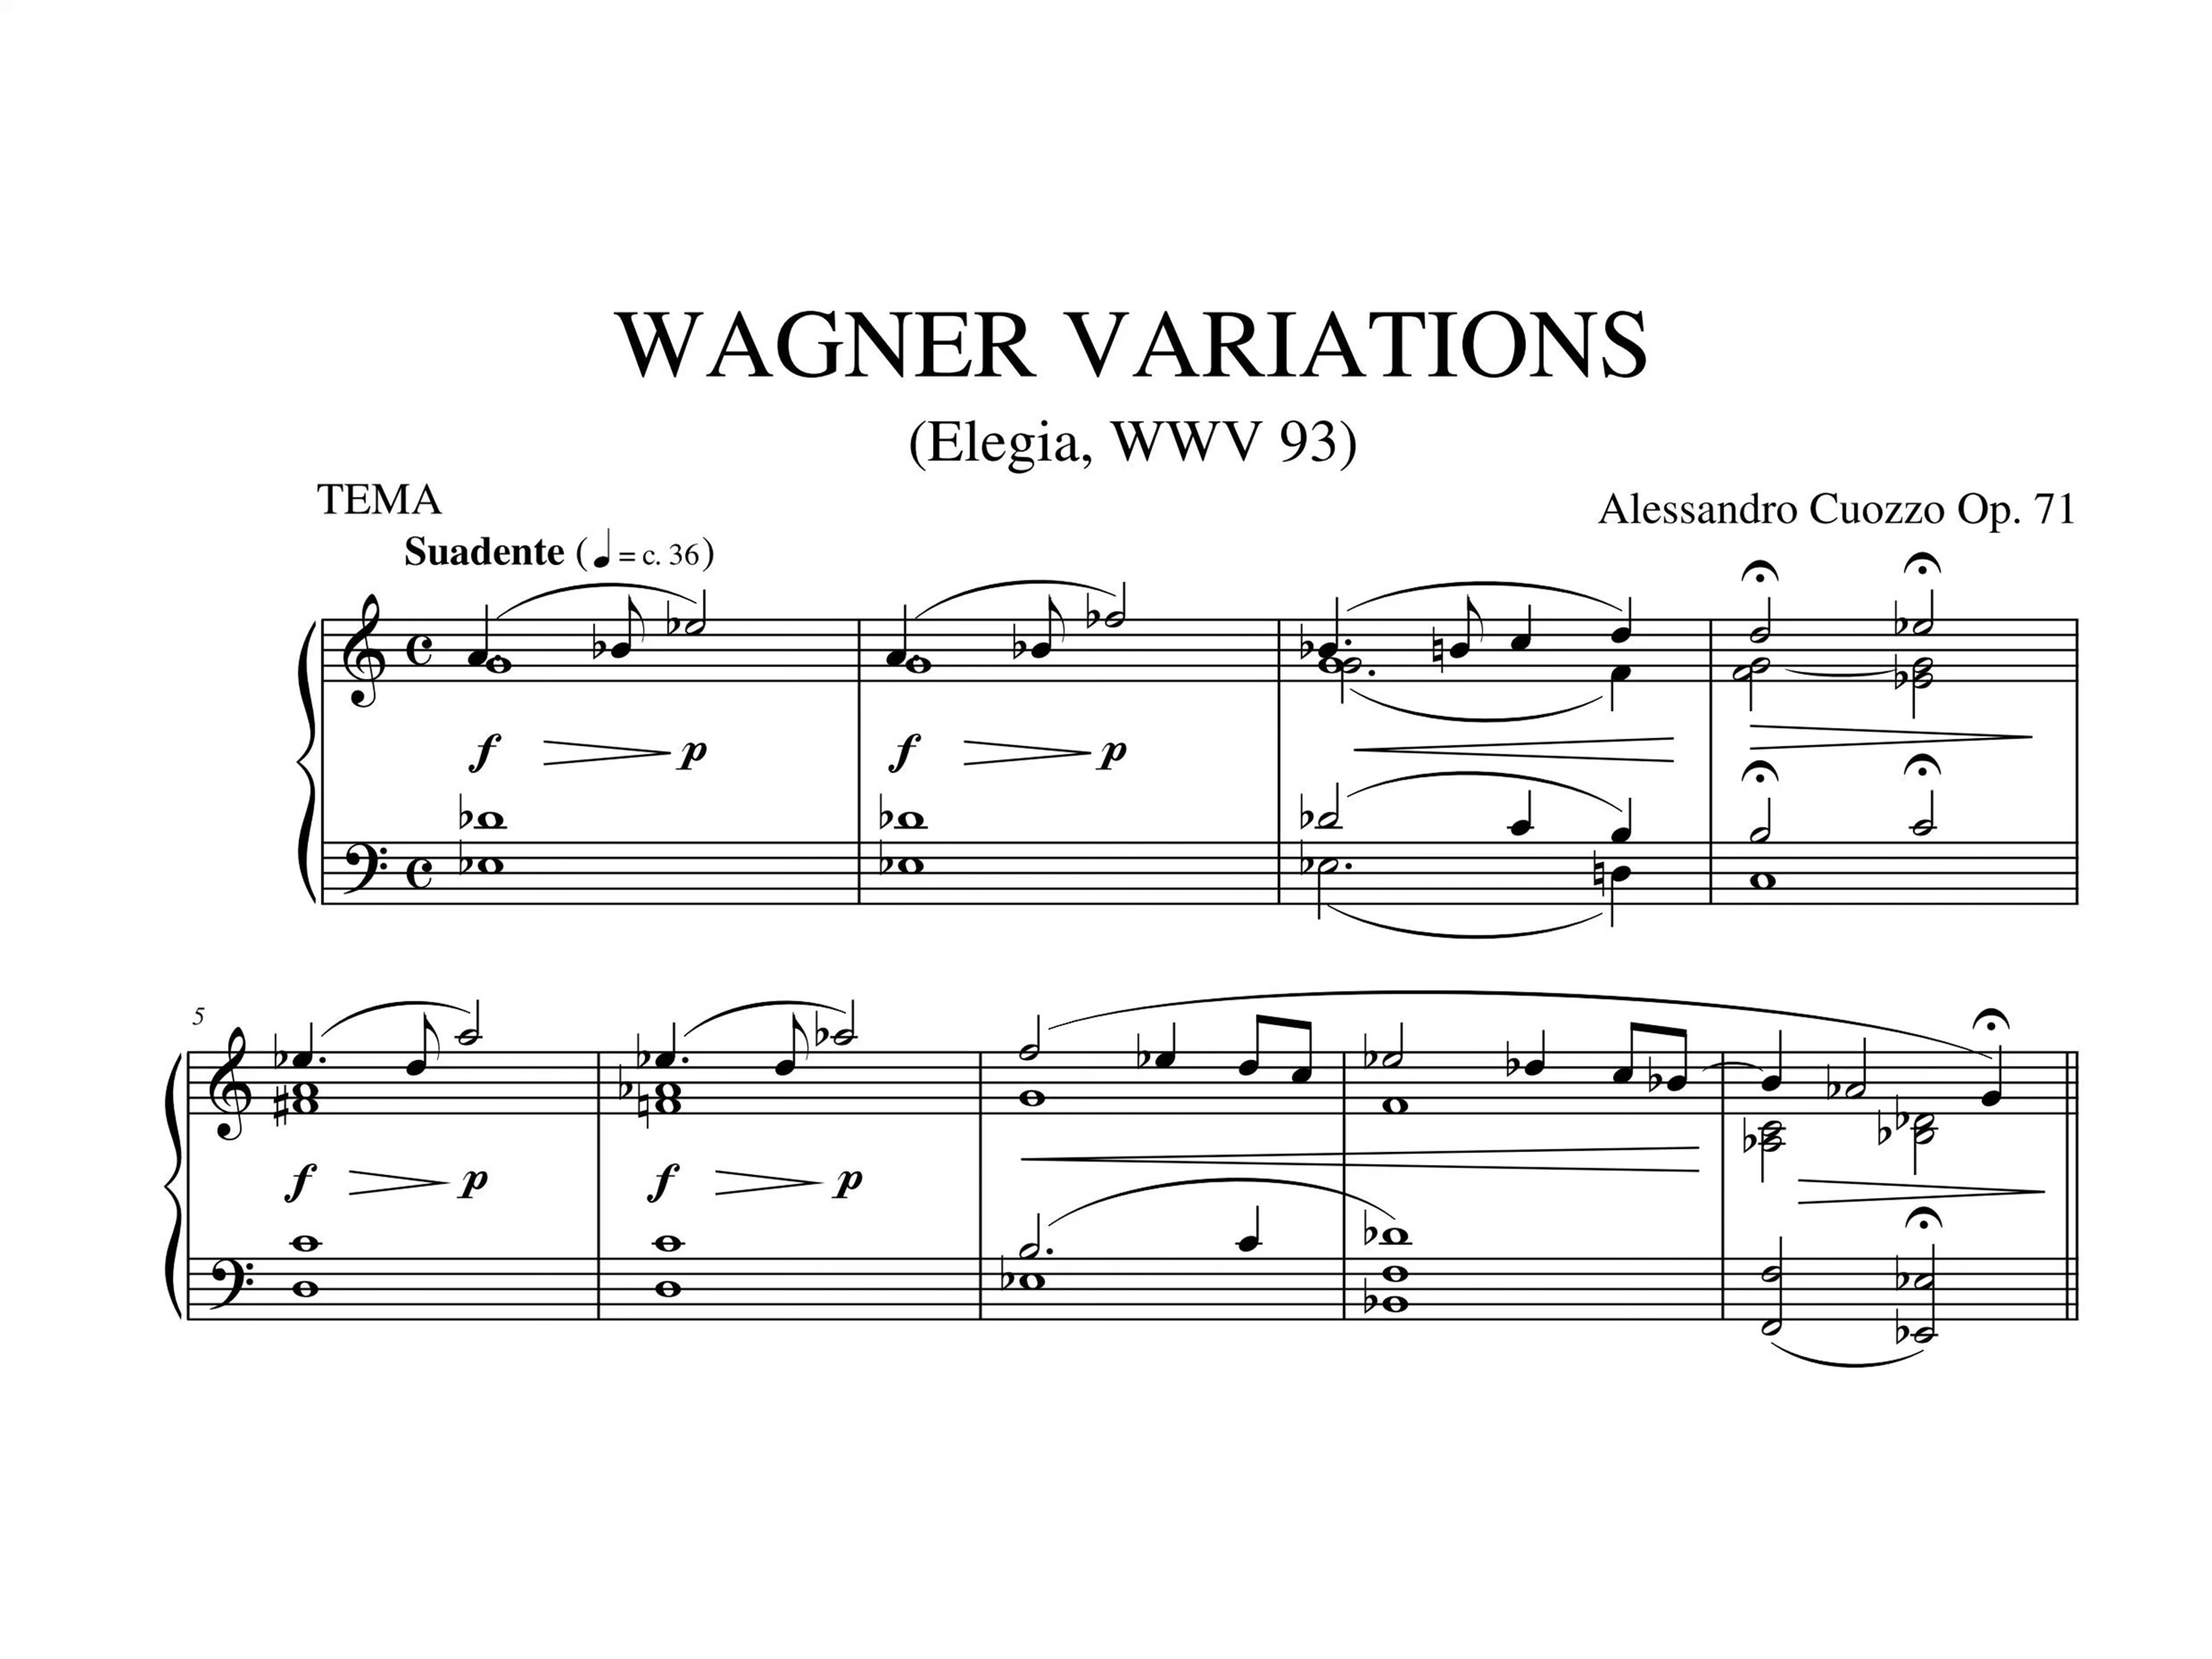 WAGNER VARIATIONS
(Elegia, WWV 93)
TEMA
Alessandro Cuozzo Op. 71
Suadente (♩ = c. 36)
f p f p
5
f p f p